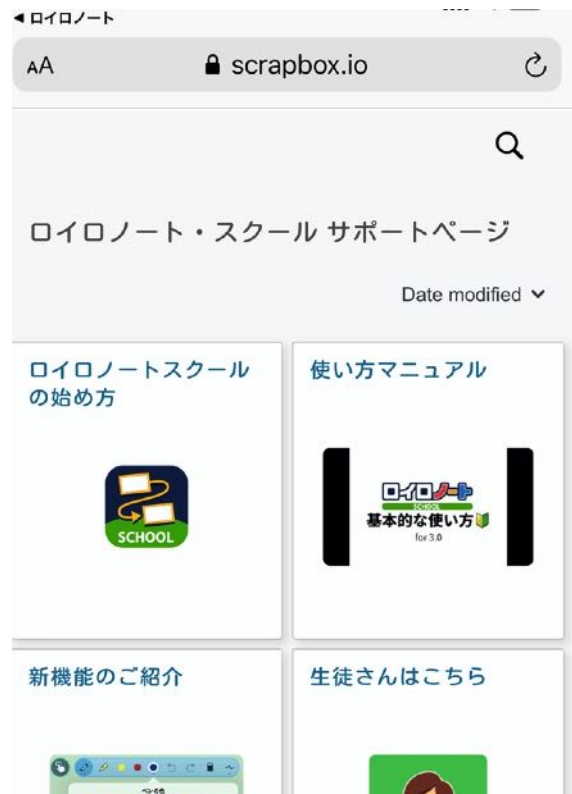 ◀ ロイロノート
AA
scrapbox.io
ロイロノート・スクール サポートページ
Date modified
ロイロノートスクール
の始め方
使い方マニュアル
SCHOOL
ロイロノート
SCHOOL
基本的な使い方
for 3.0
新機能のご紹介
生徒さんはこちら